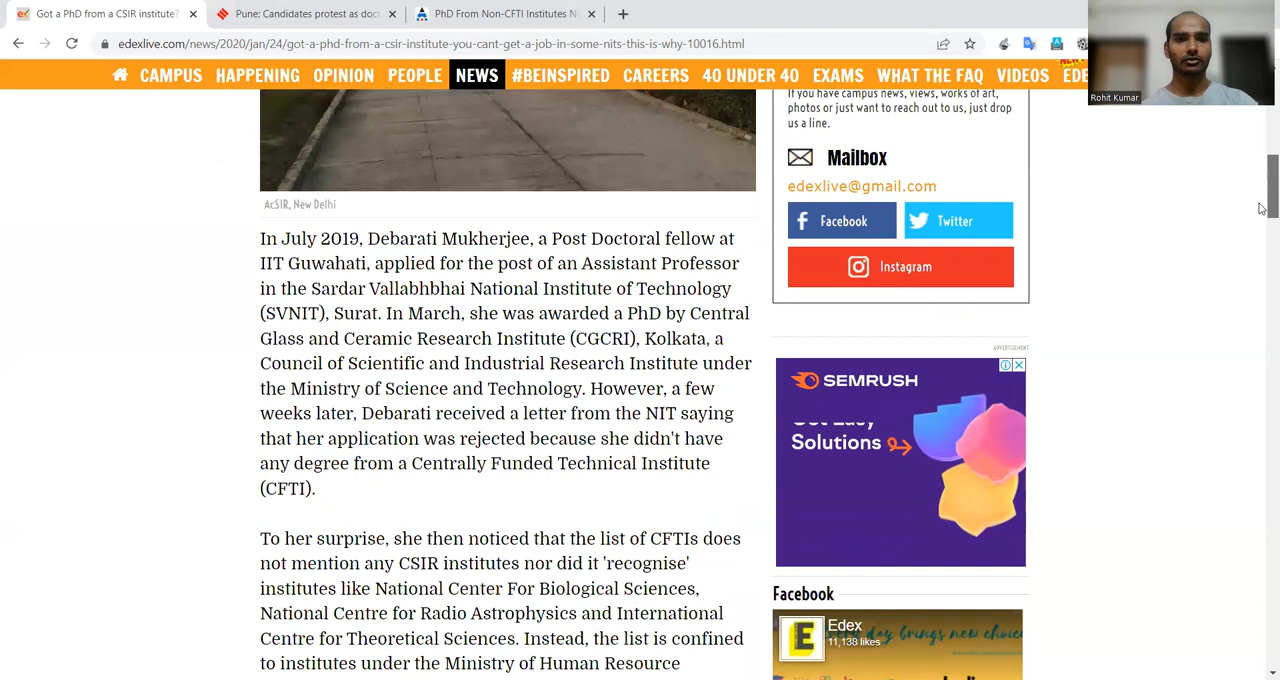 Got a PhD from a CSIR institute?
Pune: Candidates protest as doct
PhD From Non-CFTI Institutes N
edexlive.com/news/2020/jan/24/got-a-phd-from-a-csir-institute-you-cant-get-a-job-in-some-nits-this-is-why-10016.html
CAMPUS HAPPENING OPINION PEOPLE NEWS #BEINSPIRED CAREERS 40 UNDER 40 EXAMS WHAT THE FAQ VIDEOS EDE
Rohit Kumar
AcSIR, New Delhi
In July 2019, Debarati Mukherjee, a Post Doctoral fellow at
IIT Guwahati, applied for the post of an Assistant Professor
in the Sardar Vallabhbhai National Institute of Technology
(SVNIT), Surat. In March, she was awarded a PhD by Central
Glass and Ceramic Research Institute (CGCRI), Kolkata, a
Council of Scientific and Industrial Research Institute under
the Ministry of Science and Technology. However, a few
weeks later, Debarati received a letter from the NIT saying
that her application was rejected because she didn't have
any degree from a Centrally Funded Technical Institute
(CFTI).
To her surprise, she then noticed that the list of CFTIs does
not mention any CSIR institutes nor did it 'recognise'
institutes like National Center For Biological Sciences,
National Centre for Radio Astrophysics and International
Centre for Theoretical Sciences. Instead, the list is confined
to institutes under the Ministry of Human Resource
If you have campus news, views, works of art,
photos or just want to reach out to us, just drop
us a line.
Mailbox
edexlive@gmail.com
Facebook
Twitter
Instagram
ADVERTISEMENT
SEMRUSH
Solutions
Facebook
Edex
11,138 likes
day brings new choice